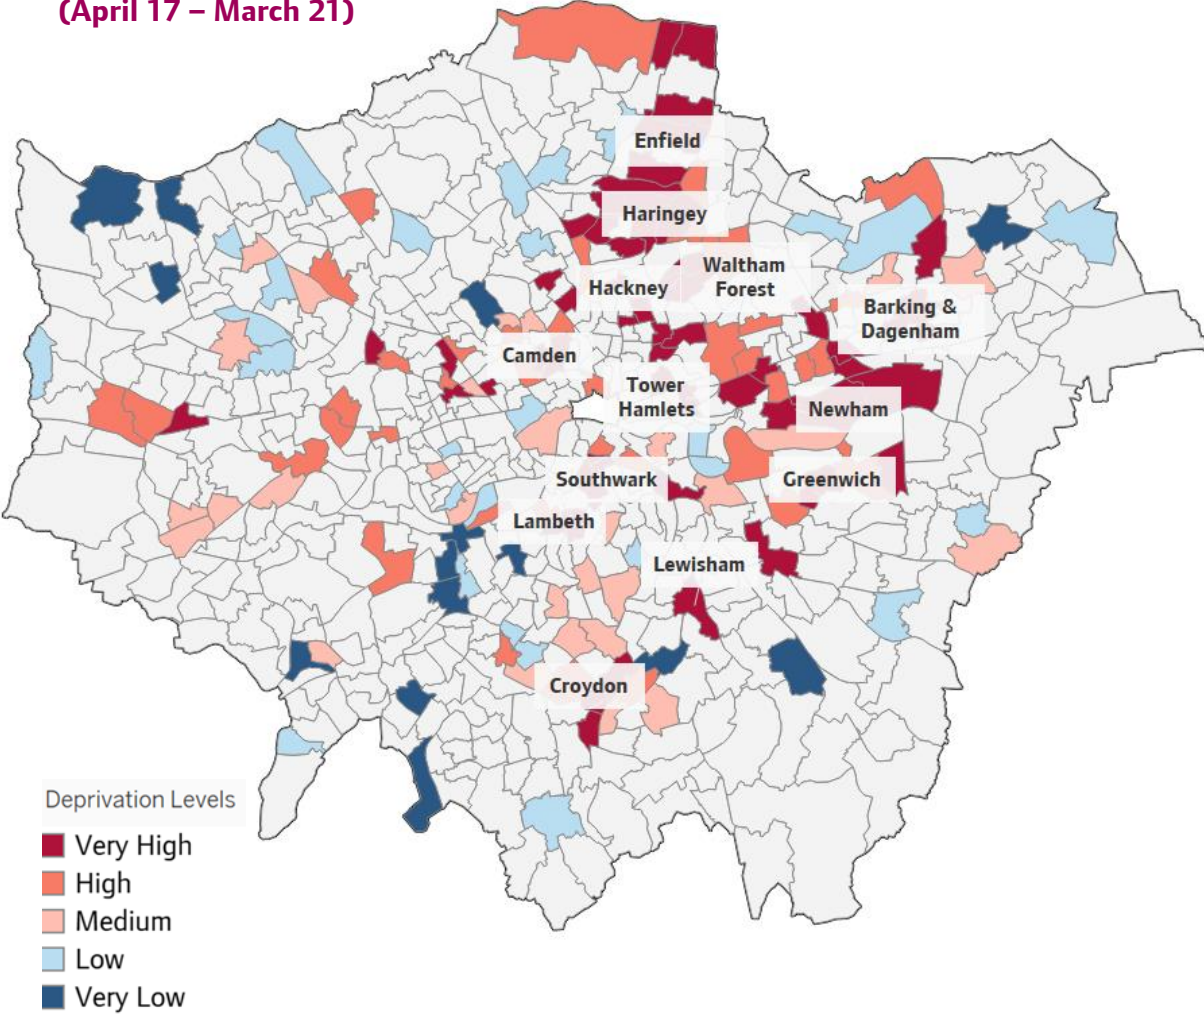 (April 17 – March 21)
Enfield
Haringey
Waltham
Forest
Hackney
Barking &
Dagenham
Camden
Tower
Hamlets
Newham
Southwark
Greenwich
Lambeth
Lewisham
Croydon
Deprivation Levels
Very High
High
Medium
Low
Very Low